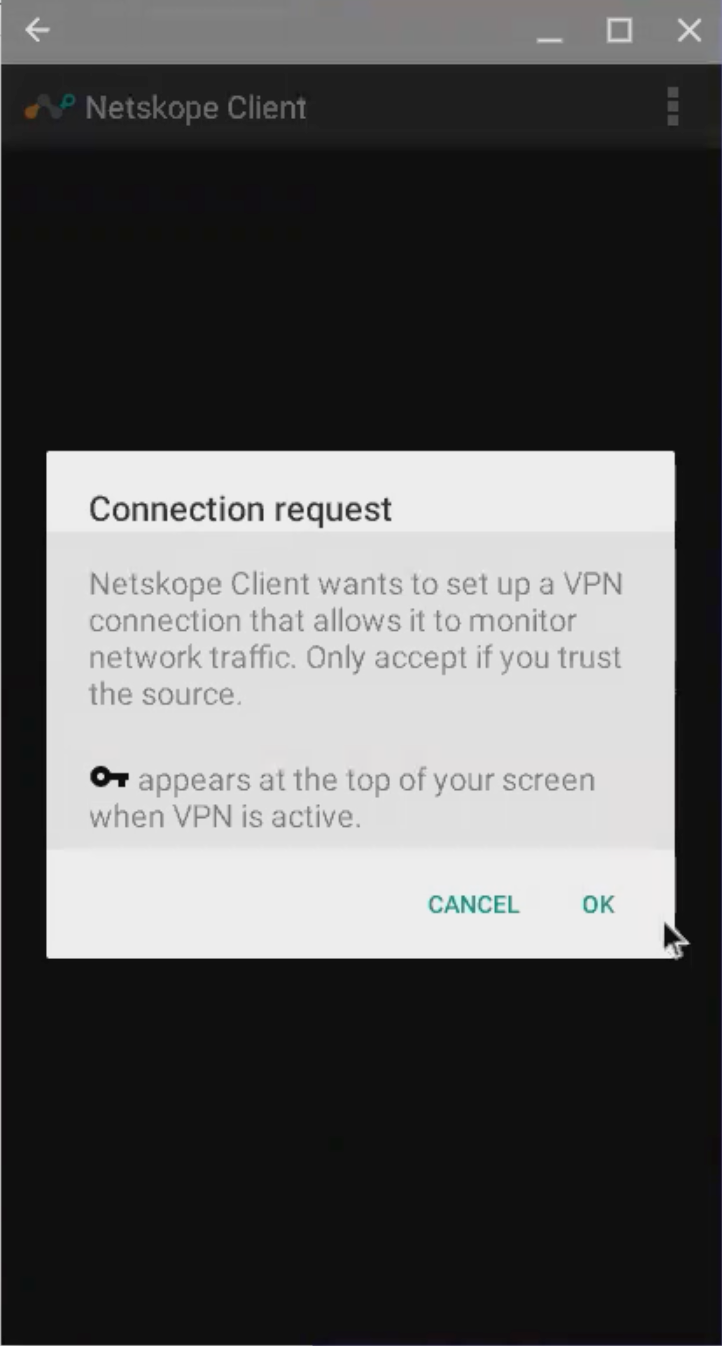 Netskope Client
Connection request
Netskope Client wants to set up a VPN
connection that allows it to monitor
network traffic. Only accept if you trust
the source.
appears at the top of your screen
when VPN is active.
CANCEL OK